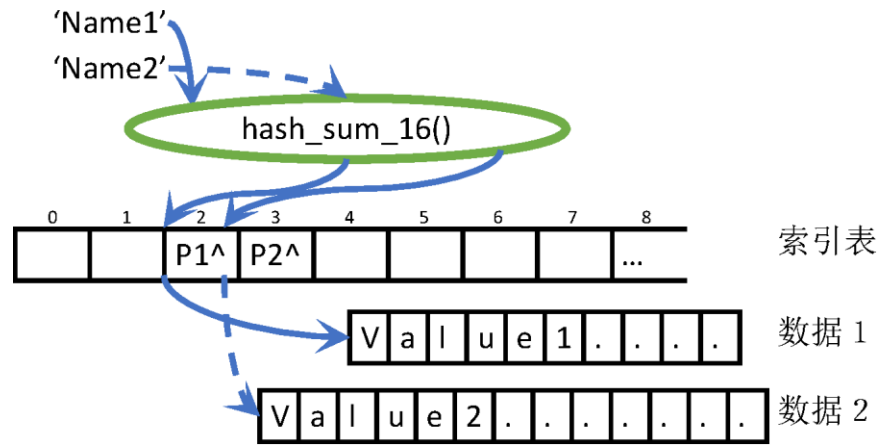 'Name1'
'Name2'
hash_sum_16()
0 1 2 3 4 5 6 7 8
P1^ P2^ ... 索引表
V a l u e 1 . . . . 数据 1
V a l u e 2 . . . . . . . 数据 2